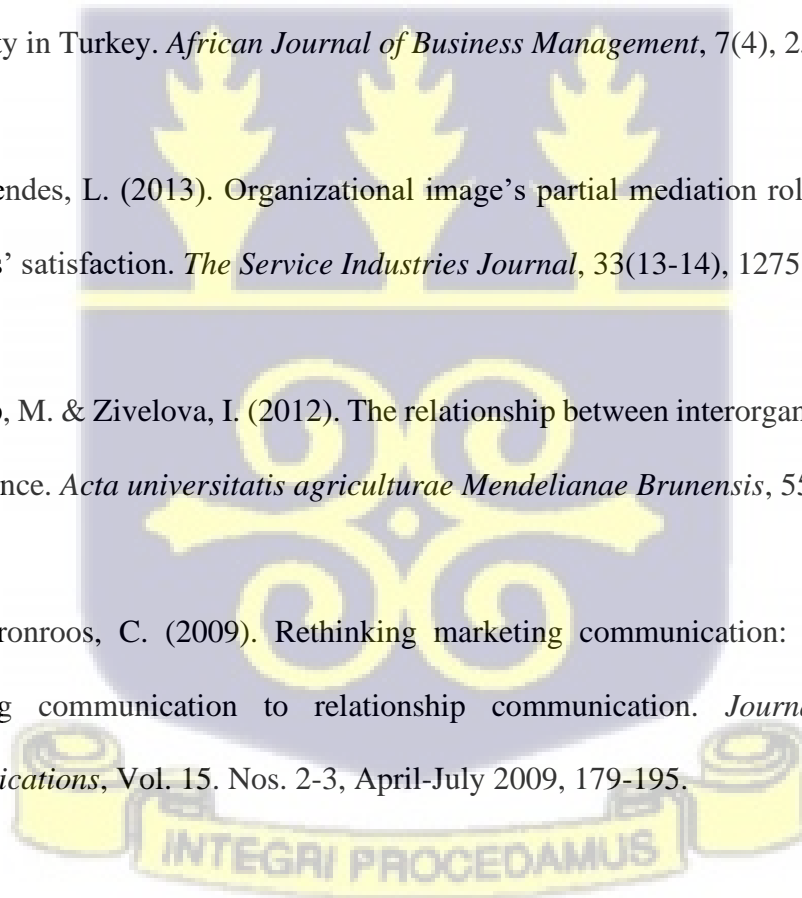 ty in Turkey. African Journal of Business Management, 7(4), 2
endes, L. (2013). Organizational image's partial mediation rol
s' satisfaction. The Service Industries Journal, 33(13-14), 1275
, M. & Zivelova, I. (2012). The relationship between interorgan
nce. Acta universitatis agriculturae Mendelianae Brunensis, 55
ronroos, C. (2009). Rethinking marketing communication:
g communication to relationship communication. Journa
ications, Vol. 15. Nos. 2-3, April-July 2009, 179-195.
INTEGRI PROCEDAMUS